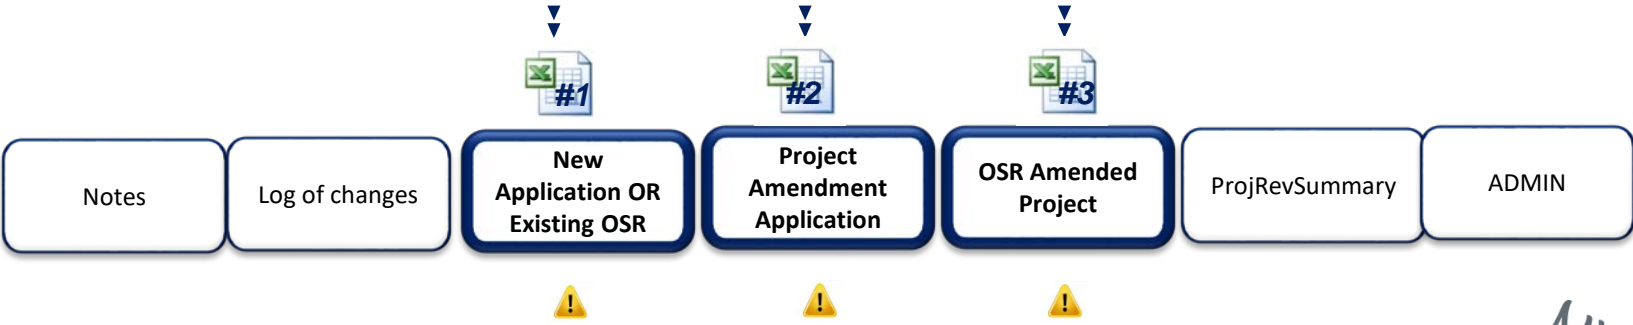 #1
#2
#3
Notes
Log of changes
New
Application OR
Existing OSR
Project
Amendment
Application
OSR Amended
Project
ProjRevSummary
ADMIN